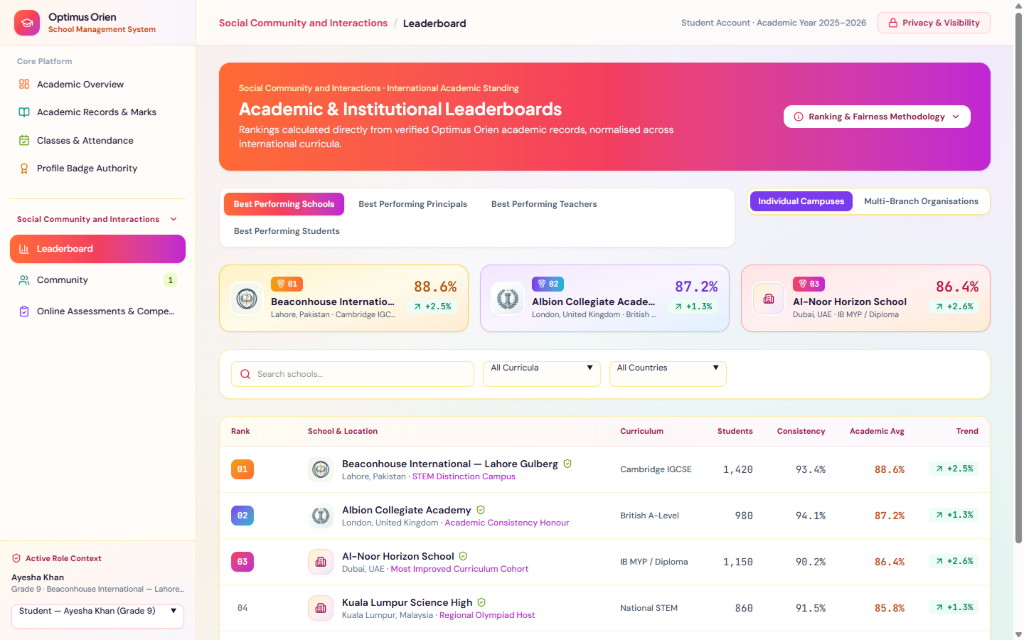 Optimus Orien
School Management System
Core Platform
Academic Overview
Academic Records & Marks
Classes & Attendance
Profile Badge Authority
Social Community and Interactions
Leaderboard
Community 1
Online Assessments & Compe...
Active Role Context
Ayesha Khan
Grade 9 · Beaconhouse International — Lahore...
Student — Ayesha Khan (Grade 9)
Social Community and Interactions / Leaderboard
Student Account · Academic Year 2025–2026
Privacy & Visibility
Social Community and Interactions · International Academic Standing
Academic & Institutional Leaderboards
Rankings calculated directly from verified Optimus Orien academic records, normalised across
international curricula.
Ranking & Fairness Methodology
Best Performing Schools Best Performing Principals Best Performing Teachers
Best Performing Students
Individual Campuses Multi-Branch Organisations
01 88.6%
Beaconhouse Internatio... +2.5%
Lahore, Pakistan · Cambridge IGC...
02 87.2%
Albion Collegiate Acade... +1.3%
London, United Kingdom · British ...
03 86.4%
Al-Noor Horizon School +2.6%
Dubai, UAE · IB MYP / Diploma
Search schools... All Curricula All Countries
Rank School & Location Curriculum Students Consistency Academic Avg Trend
01 Beaconhouse International — Lahore Gulberg Cambridge IGCSE 1,420 93.4% 88.6% +2.5%
Lahore, Pakistan · STEM Distinction Campus
02 Albion Collegiate Academy British A-Level 980 94.1% 87.2% +1.3%
London, United Kingdom · Academic Consistency Honour
03 Al-Noor Horizon School IB MYP / Diploma 1,150 90.2% 86.4% +2.6%
Dubai, UAE · Most Improved Curriculum Cohort
04 Kuala Lumpur Science High National STEM 860 91.5% 85.8% +1.3%
Kuala Lumpur, Malaysia · Regional Olympiad Host